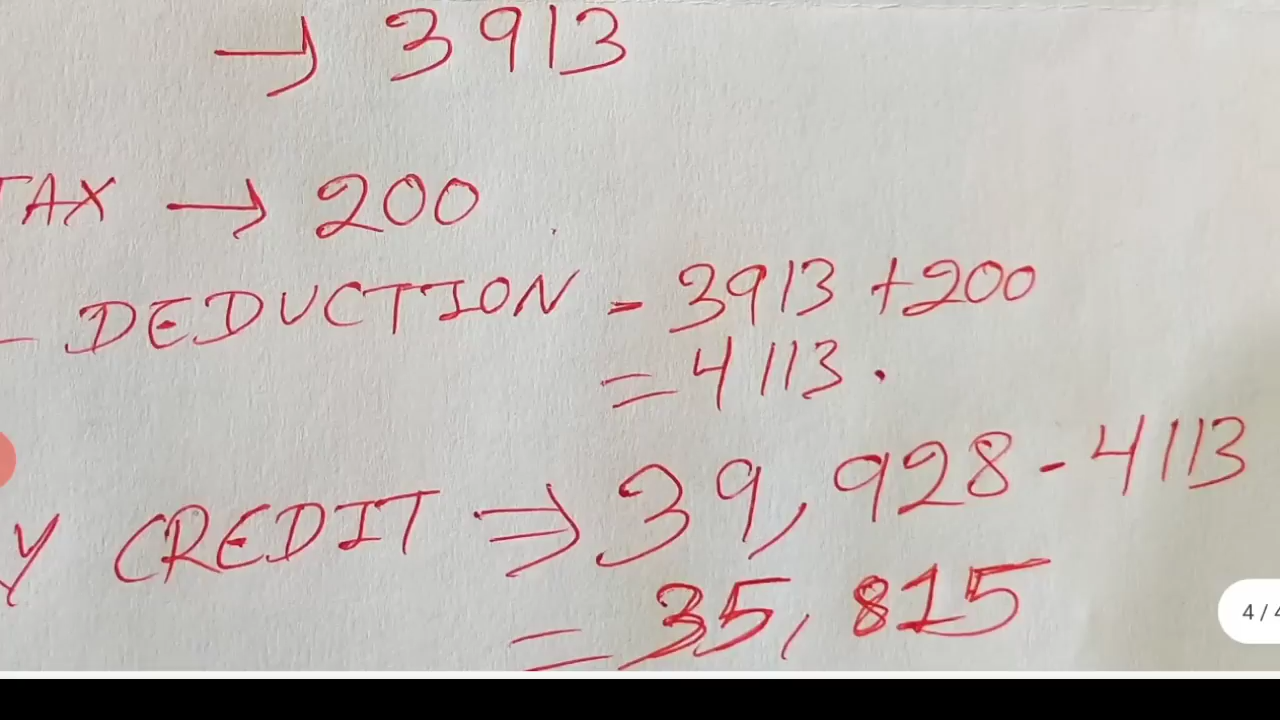 → 3913
TAX → 200
DEDUCTION = 3913 + 200
= 4113.
Y CREDIT ⇒ 39,928 - 4113
= 35,815
4/4